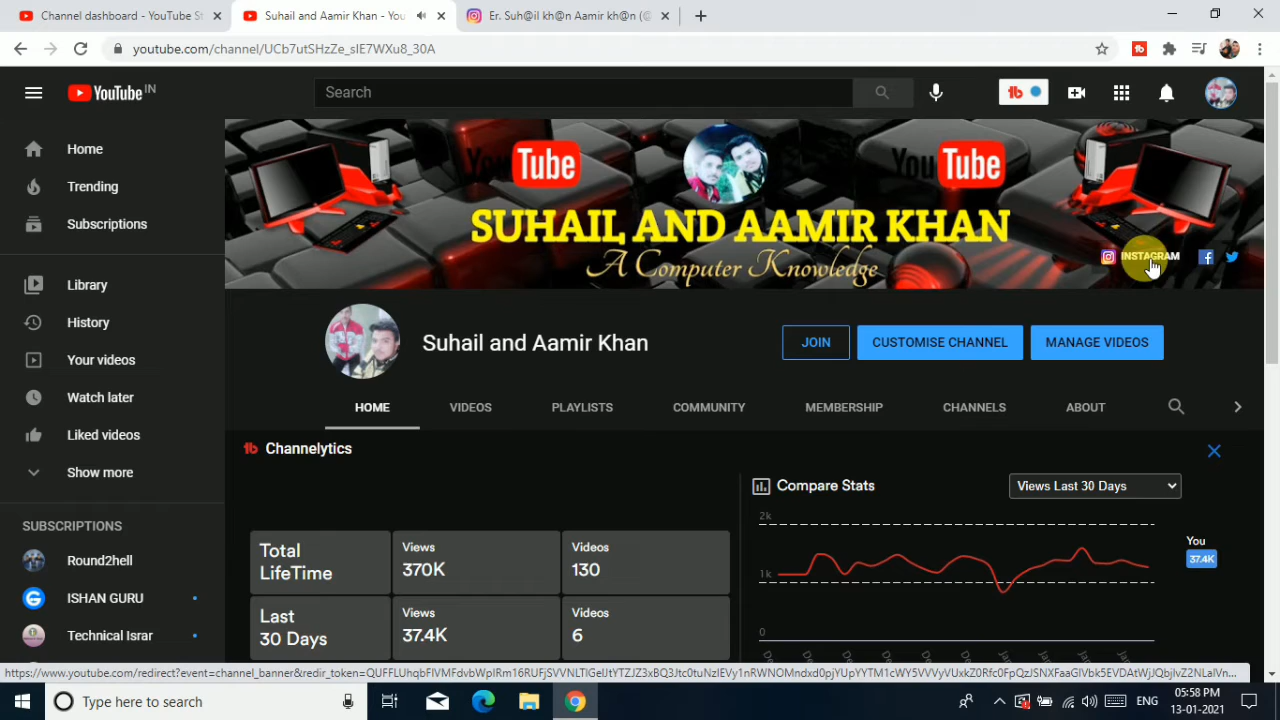 Channel dashboard - YouTube St
Suhail and Aamir Khan - You
Er. Suh@il kh@n Aamir kh@n (@
youtube.com/channel/UCb7utSHzZe_sIE7WXu8_30A
YouTube IN
Search
Home
Trending
Subscriptions
Library
History
Your videos
Watch later
Liked videos
Show more
SUBSCRIPTIONS
Round2hell
ISHAN GURU
Technical Israr
YouTube
YouTube
SUHAIL AND AAMIR KHAN
A Computer Knowledge
INSTAGRAM
Suhail and Aamir Khan
JOIN
CUSTOMISE CHANNEL
MANAGE VIDEOS
HOME
VIDEOS
PLAYLISTS
COMMUNITY
MEMBERSHIP
CHANNELS
ABOUT
Channelytics
Total LifeTime
Views
370K
Videos
130
Last
30 Days
Views
37.4K
Videos
6
Compare Stats
Views Last 30 Days
2k
1k
0
You
37.4K
Type here to search
ENG
05:58 PM
13-01-2021